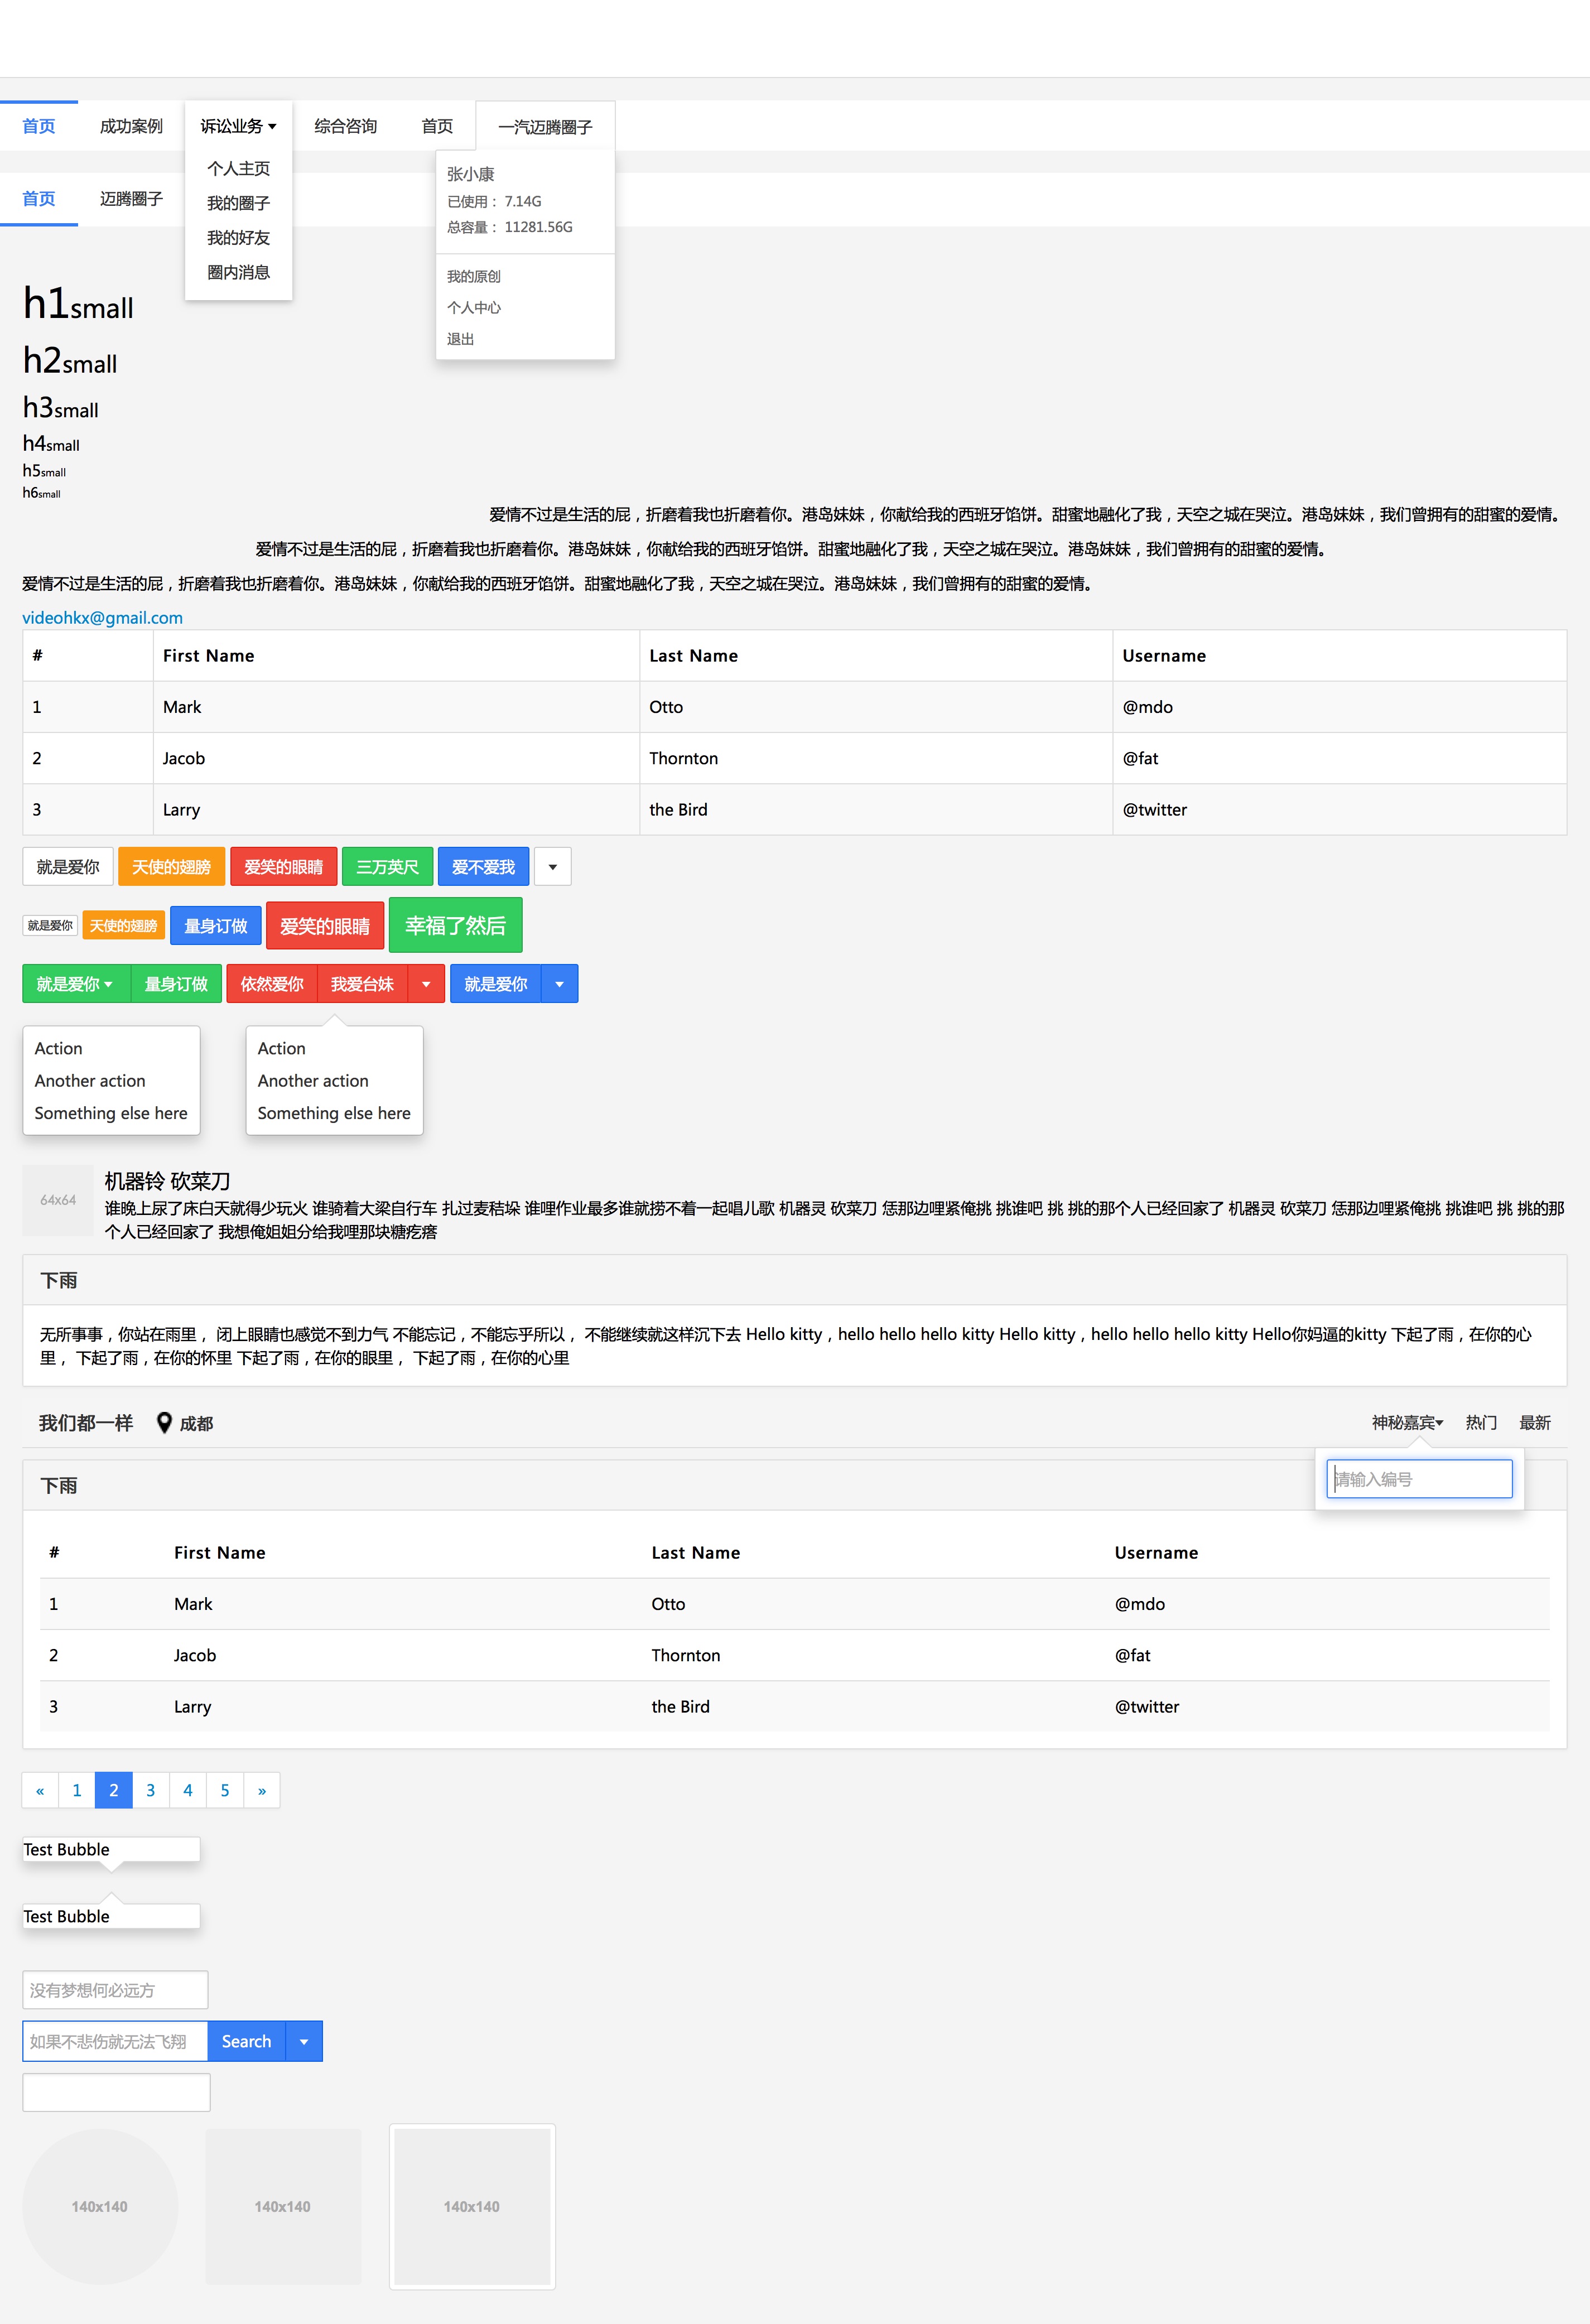 首页 成功案例 诉讼业务 综合咨询 首页 一汽迈腾圈子
个人主页
我的圈子
我的好友
圈内消息
张小康
已使用： 7.14G
总容量： 11281.56G
我的原创
个人中心
退出
首页 迈腾圈子
h1small
h2small
h3small
h4small
h5small
h6small
爱情不过是生活的屁，折磨着我也折磨着你。港岛妹妹，你献给我的西班牙馅饼。甜蜜地融化了我，天空之城在哭泣。港岛妹妹，我们曾拥有的甜蜜的爱情。
爱情不过是生活的屁，折磨着我也折磨着你。港岛妹妹，你献给我的西班牙馅饼。甜蜜地融化了我，天空之城在哭泣。港岛妹妹，我们曾拥有的甜蜜的爱情。
爱情不过是生活的屁，折磨着我也折磨着你。港岛妹妹，你献给我的西班牙馅饼。甜蜜地融化了我，天空之城在哭泣。港岛妹妹，我们曾拥有的甜蜜的爱情。
videohkx@gmail.com
# First Name Last Name Username
1 Mark Otto @mdo
2 Jacob Thornton @fat
3 Larry the Bird @twitter
就是爱你 天使的翅膀 爱笑的眼睛 三万英尺 爱不爱我
就是爱你 天使的翅膀 量身订做 爱笑的眼睛 幸福了然后
就是爱你 量身订做 依然爱你 我爱台妹 就是爱你
Action
Another action
Something else here
Action
Another action
Something else here
64x64
机器铃 砍菜刀
谁晚上尿了床白天就得少玩火 谁骑着大梁自行车 扎过麦秸垛 谁哩作业最多谁就捞不着一起唱儿歌 机器灵 砍菜刀 恁那边哩紧俺挑 挑谁吧 挑 挑的那个人已经回家了 机器灵 砍菜刀 恁那边哩紧俺挑 挑谁吧 挑 挑的那
个人已经回家了 我想俺姐姐分给我哩那块糖疙瘩
下雨
无所事事，你站在雨里， 闭上眼睛也感觉不到力气 不能忘记，不能忘乎所以， 不能继续就这样沉下去 Hello kitty，hello hello hello kitty Hello kitty，hello hello hello kitty Hello你妈逼的kitty 下起了雨，在你的心
里， 下起了雨，在你的怀里 下起了雨，在你的眼里， 下起了雨，在你的心里
我们都一样 成都 神秘嘉宾 热门 最新
请输入编号
下雨
# First Name Last Name Username
1 Mark Otto @mdo
2 Jacob Thornton @fat
3 Larry the Bird @twitter
« 1 2 3 4 5 »
Test Bubble
Test Bubble
没有梦想何必远方
如果不悲伤就无法飞翔 Search
140x140 140x140 140x140